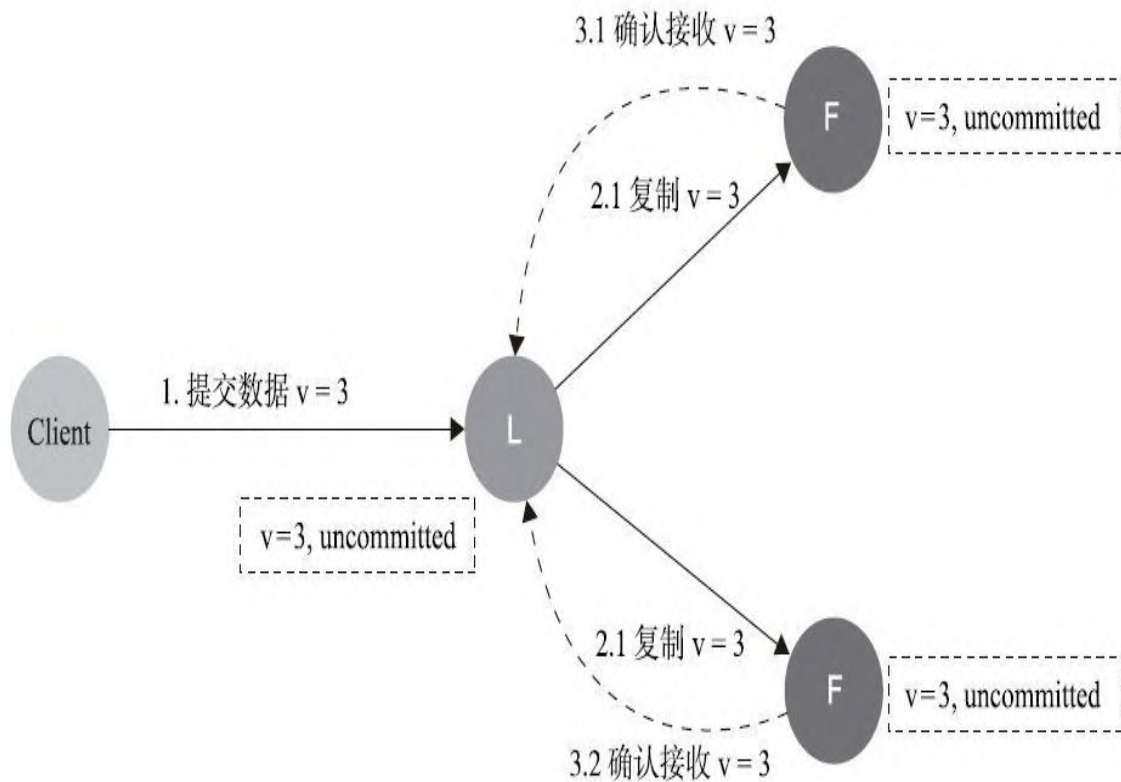 3.1 确认接收 v = 3
F
v=3, uncommitted
2.1 复制 v = 3
1. 提交数据 v = 3
Client
L
v=3, uncommitted
2.1 复制 v = 3
F
v=3, uncommitted
3.2 确认接收 v = 3